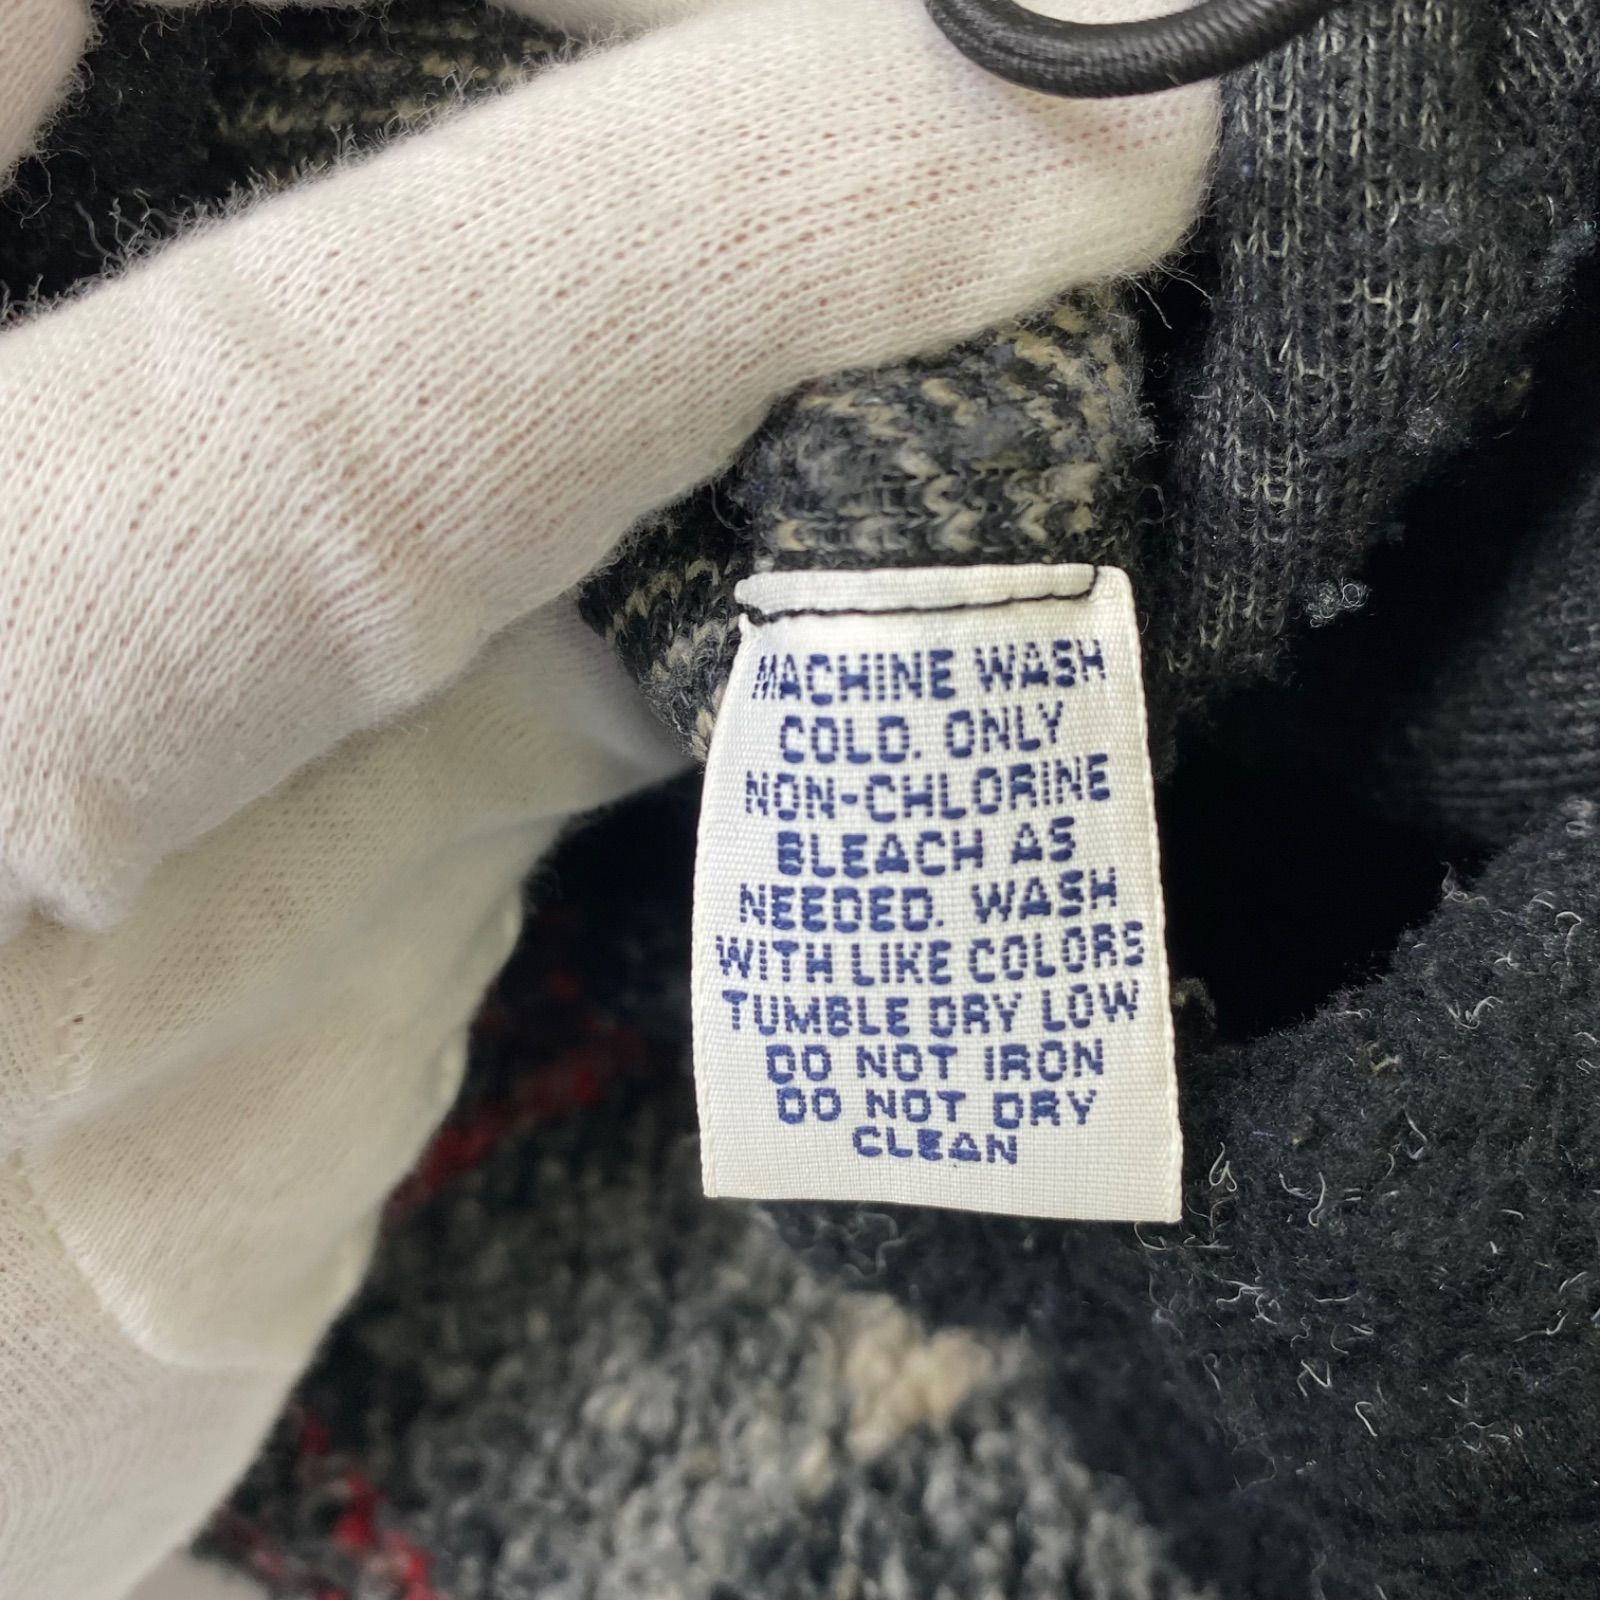 MACHINE WASH
COLD. ONLY
NON-CHLORINE
BLEACH AS
NEEDED. WASH
WITH LIKE COLORS
TUMBLE DRY LOW
DO NOT IRON
DO NOT DRY
CLEAN